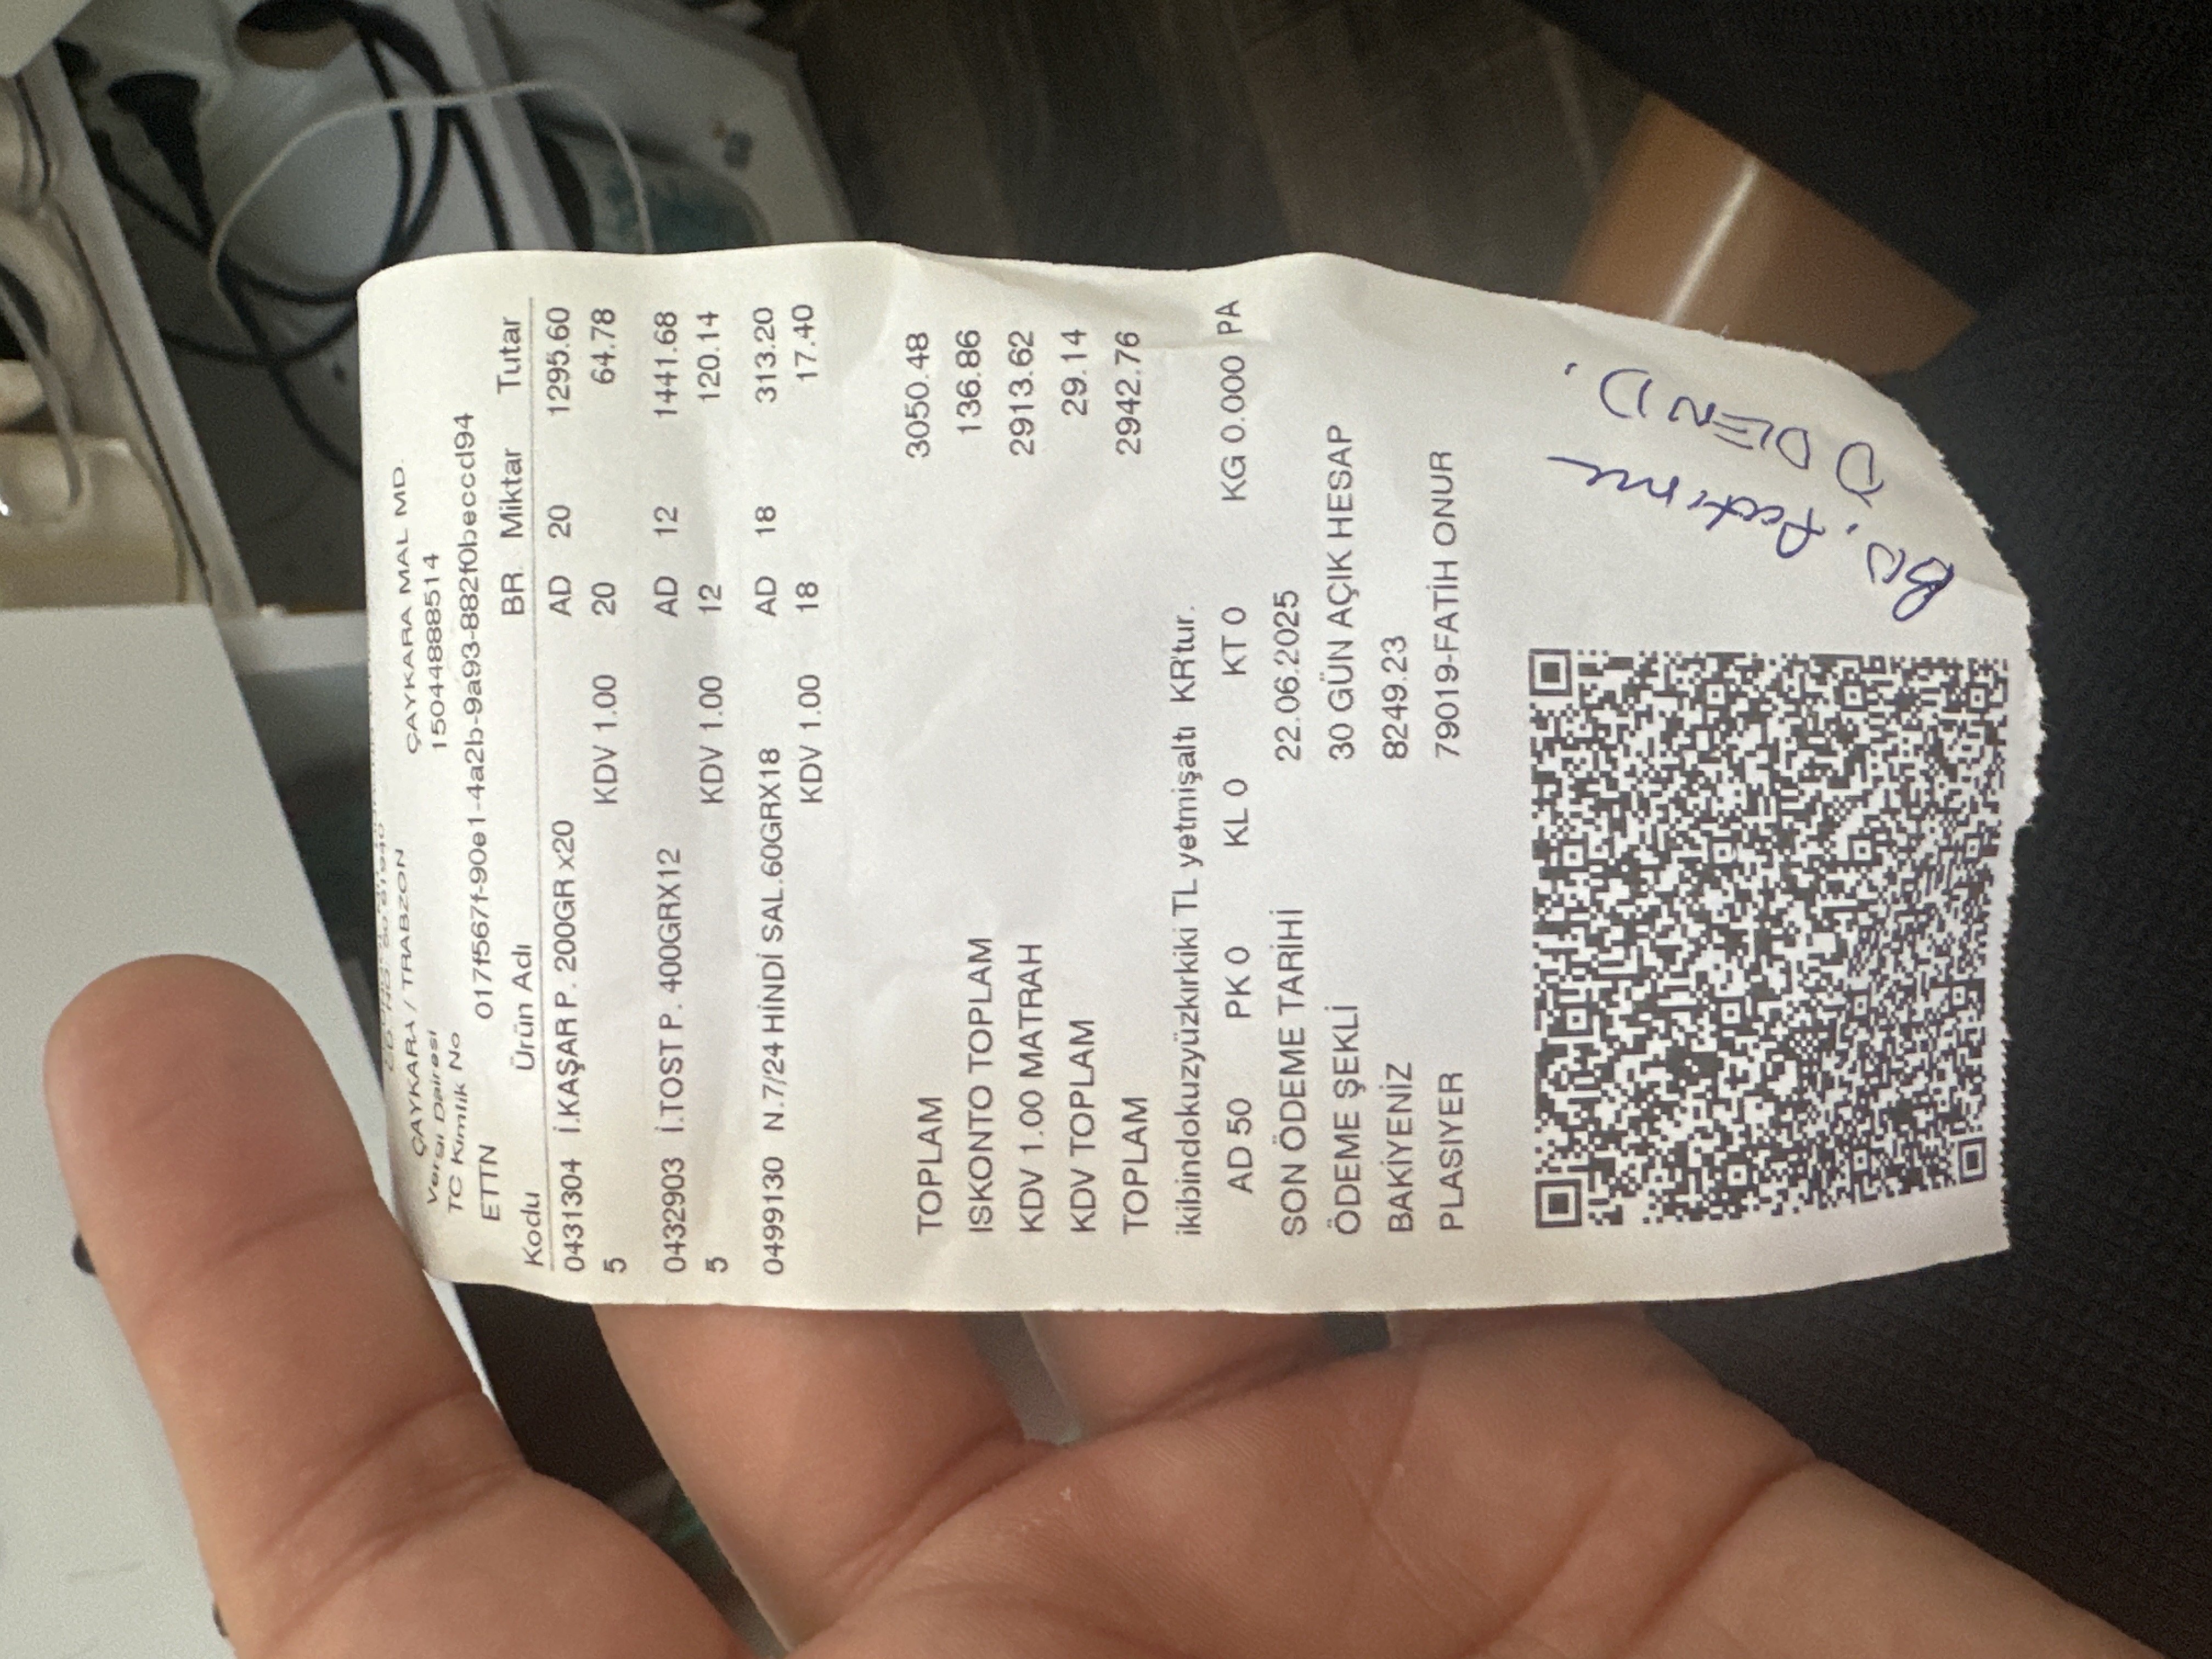 ÇAYKARA / TRABZON
Vergi Dairesi ÇAYKARA MAL MD.
TC Kimlik No 15044888514
ETTN 017f567f-90e1-4a2b-9a93-882f0beccd94
Kodu Ürün Adı BR. Miktar Tutar
0431304 İ.KAŞAR P. 200GR x20 AD 20 1295.60
5 KDV 1.00 20 64.78
0432903 İ.TOST P. 400GRX12 AD 12 1441.68
5 KDV 1.00 12 120.14
0499130 N.7/24 HİNDİ SAL.60GRX18 AD 18 313.20
KDV 1.00 18 17.40
TOPLAM 3050.48
ISKONTO TOPLAM 136.86
KDV 1.00 MATRAH 2913.62
KDV TOPLAM 29.14
TOPLAM 2942.76
ikibindokuzyüzkırkiki TL yetmişaltı KR'tur.
AD 50 PK 0 KL 0 KT 0 KG 0.000 PA
SON ÖDEME TARİHİ 22.06.2025
ÖDEME ŞEKLİ 30 GÜN AÇIK HESAP
BAKİYENİZ 8249.23
PLASIYER 79019-FATİH ONUR
BU
ÖDEND.